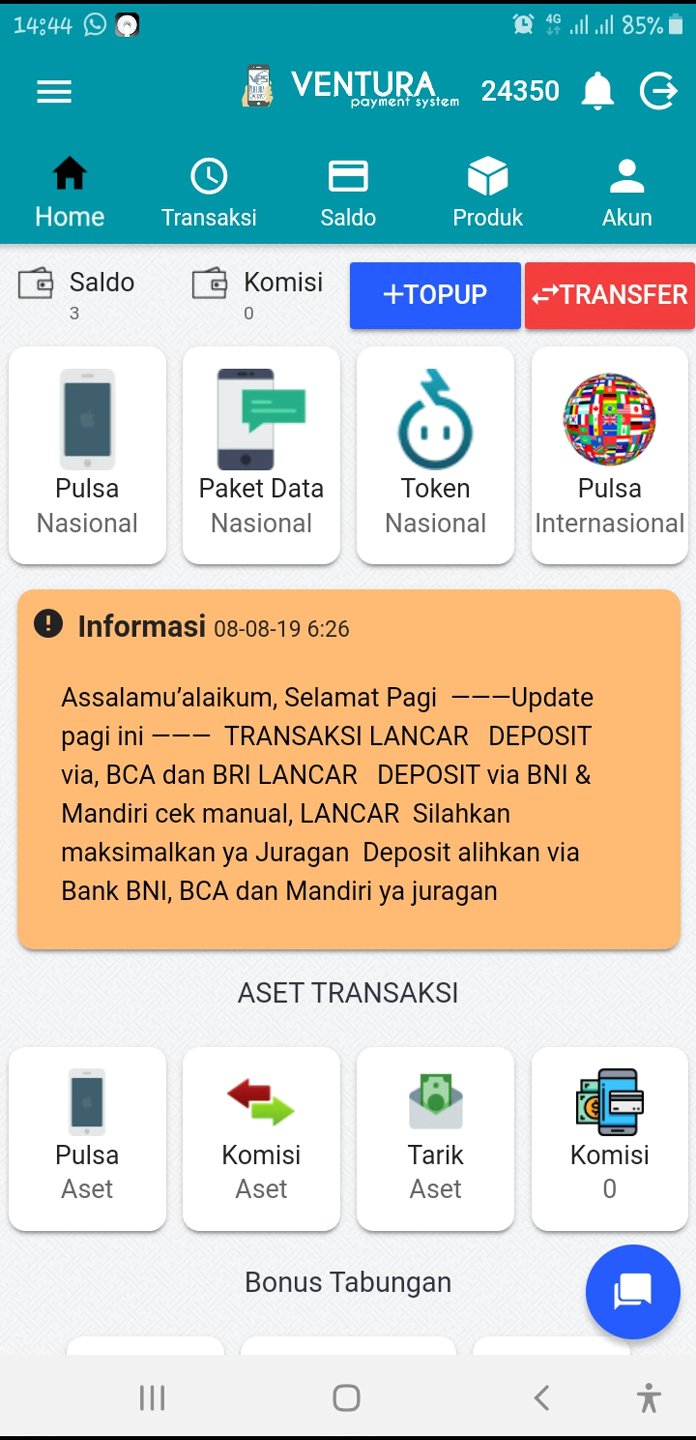 14:44 4G 85%
VENTURA
payment system
24350
Home Transaksi Saldo Produk Akun
Saldo Komisi +TOPUP TRANSFER
3 0
Pulsa Paket Data Token Pulsa
Nasional Nasional Nasional Internasional
Informasi 08-08-19 6:26
Assalamu’alaikum, Selamat Pagi ———Update
pagi ini ——— TRANSAKSI LANCAR DEPOSIT
via, BCA dan BRI LANCAR DEPOSIT via BNI &
Mandiri cek manual, LANCAR Silahkan
maksimalkan ya Juragan Deposit alihkan via
Bank BNI, BCA dan Mandiri ya juragan
ASET TRANSAKSI
Pulsa Komisi Tarik Komisi
Aset Aset Aset 0
Bonus Tabungan